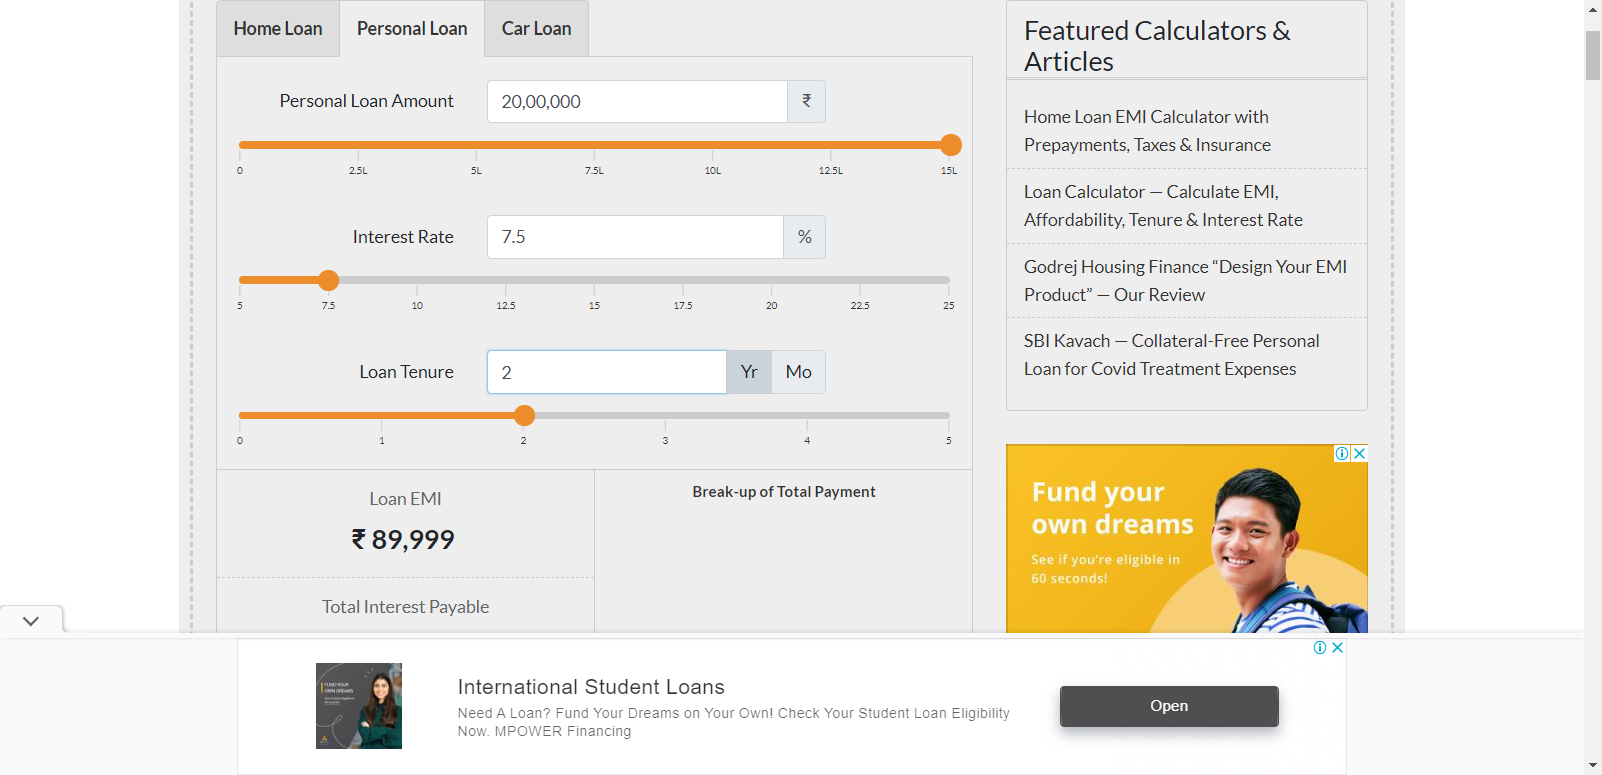 Home Loan
Personal Loan
Car Loan
Personal Loan Amount
20,00,000
₹
0
2.5L
5L
7.5L
10L
12.5L
15L
Interest Rate
7.5
%
5
7.5
10
12.5
15
17.5
20
22.5
25
Loan Tenure
2
Yr
Mo
0
1
2
3
4
5
Loan EMI
₹ 89,999
Total Interest Payable
Break-up of Total Payment
Featured Calculators &
Articles
Home Loan EMI Calculator with
Prepayments, Taxes & Insurance
Loan Calculator — Calculate EMI,
Affordability, Tenure & Interest Rate
Godrej Housing Finance “Design Your EMI
Product” — Our Review
SBI Kavach — Collateral-Free Personal
Loan for Covid Treatment Expenses
Fund your
own dreams
See if you're eligible in
60 seconds!
FUND YOUR
OWN DREAMS
International Student Loans
Need A Loan? Fund Your Dreams on Your Own! Check Your Student Loan Eligibility
Now. MPOWER Financing
Open